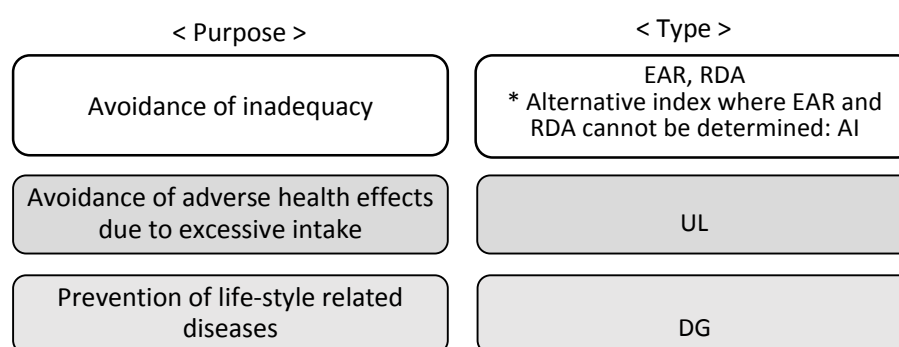 < Purpose >
< Type >
Avoidance of inadequacy
EAR, RDA
* Alternative index where EAR and
RDA cannot be determined: AI
Avoidance of adverse health effects
due to excessive intake
UL
Prevention of life-style related
diseases
DG